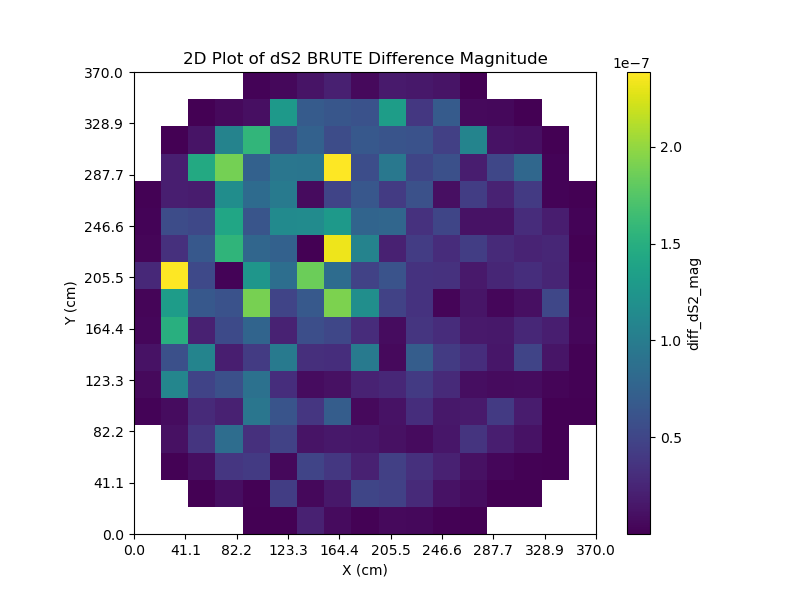 2D Plot of dS2 BRUTE Difference Magnitude
1e−7
370.0
328.9
287.7
246.6
205.5
164.4
123.3
82.2
41.1
0.0
Y (cm)
0.0 41.1 82.2 123.3 164.4 205.5 246.6 287.7 328.9 370.0
X (cm)
2.0
1.5
1.0
0.5
diff_dS2_mag